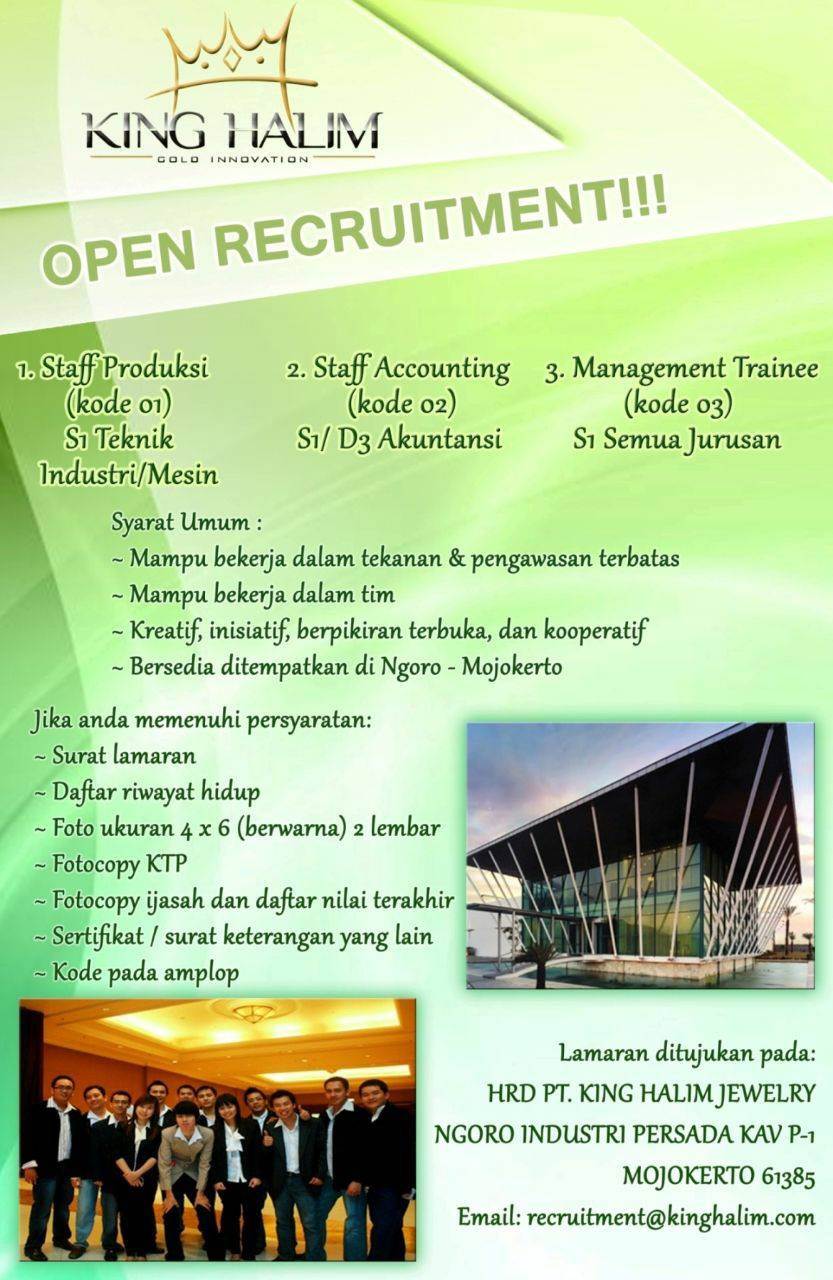 KING HALIM
GOLD INNOVATION
OPEN RECRUITMENT!!!
1. Staff Produksi
(kode 01)
S1 Teknik
Industri/Mesin
2. Staff Accounting
(kode 02)
S1/ D3 Akuntansi
3. Management Trainee
(kode 03)
S1 Semua Jurusan
Syarat Umum :
~ Mampu bekerja dalam tekanan & pengawasan terbatas
~ Mampu bekerja dalam tim
~ Kreatif, inisiatif, berpikiran terbuka, dan kooperatif
~ Bersedia ditempatkan di Ngoro - Mojokerto
Jika anda memenuhi persyaratan:
~ Surat lamaran
~ Daftar riwayat hidup
~ Foto ukuran 4 x 6 (berwarna) 2 lembar
~ Fotocopy KTP
~ Fotocopy ijasah dan daftar nilai terakhir
~ Sertifikat / surat keterangan yang lain
~ Kode pada amplop
Lamaran ditujukan pada:
HRD PT. KING HALIM JEWELRY
NGORO INDUSTRI PERSADA KAV P-1
MOJOKERTO 61385
Email: recruitment@kinghalim.com